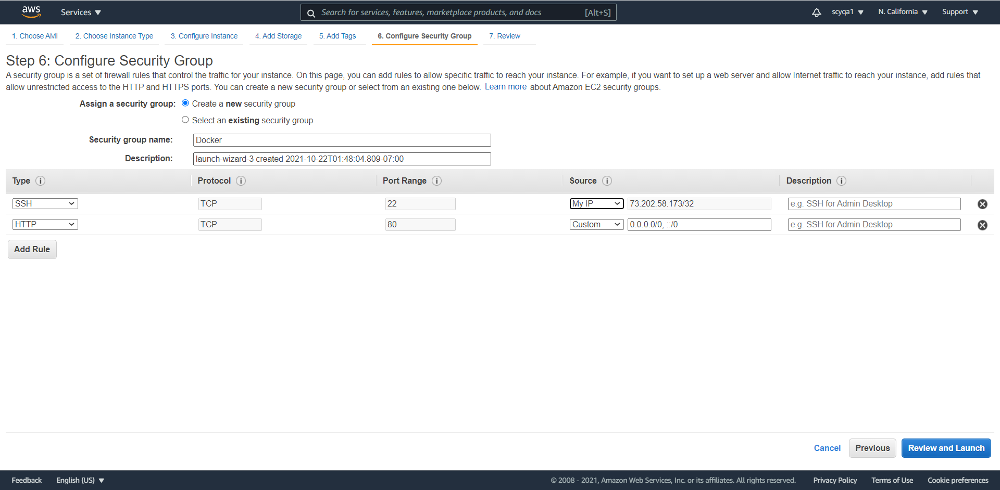 aws
Services
Search for services, features, marketplace products, and docs [Alt+S]
scyqa1 N. California Support
1. Choose AMI 2. Choose Instance Type 3. Configure Instance 4. Add Storage 5. Add Tags 6. Configure Security Group 7. Review
Step 6: Configure Security Group
A security group is a set of firewall rules that control the traffic for your instance. On this page, you can add rules to allow specific traffic to reach your instance. For example, if you want to set up a web server and allow Internet traffic to reach your instance, add rules that
allow unrestricted access to the HTTP and HTTPS ports. You can create a new security group or select from an existing one below. Learn more about Amazon EC2 security groups.
Assign a security group: Create a new security group
Select an existing security group
Security group name: Docker
Description: launch-wizard-3 created 2021-10-22T01:48:04.809-07:00
Type i Protocol i Port Range i Source i Description i
SSH TCP 22 My IP 73.202.58.173/32 e.g. SSH for Admin Desktop
HTTP TCP 80 Custom 0.0.0.0/0, ::/0 e.g. SSH for Admin Desktop
Add Rule
Cancel Previous Review and Launch
Feedback English (US) © 2008 - 2021, Amazon Web Services, Inc. or its affiliates. All rights reserved. Privacy Policy Terms of Use Cookie preferences